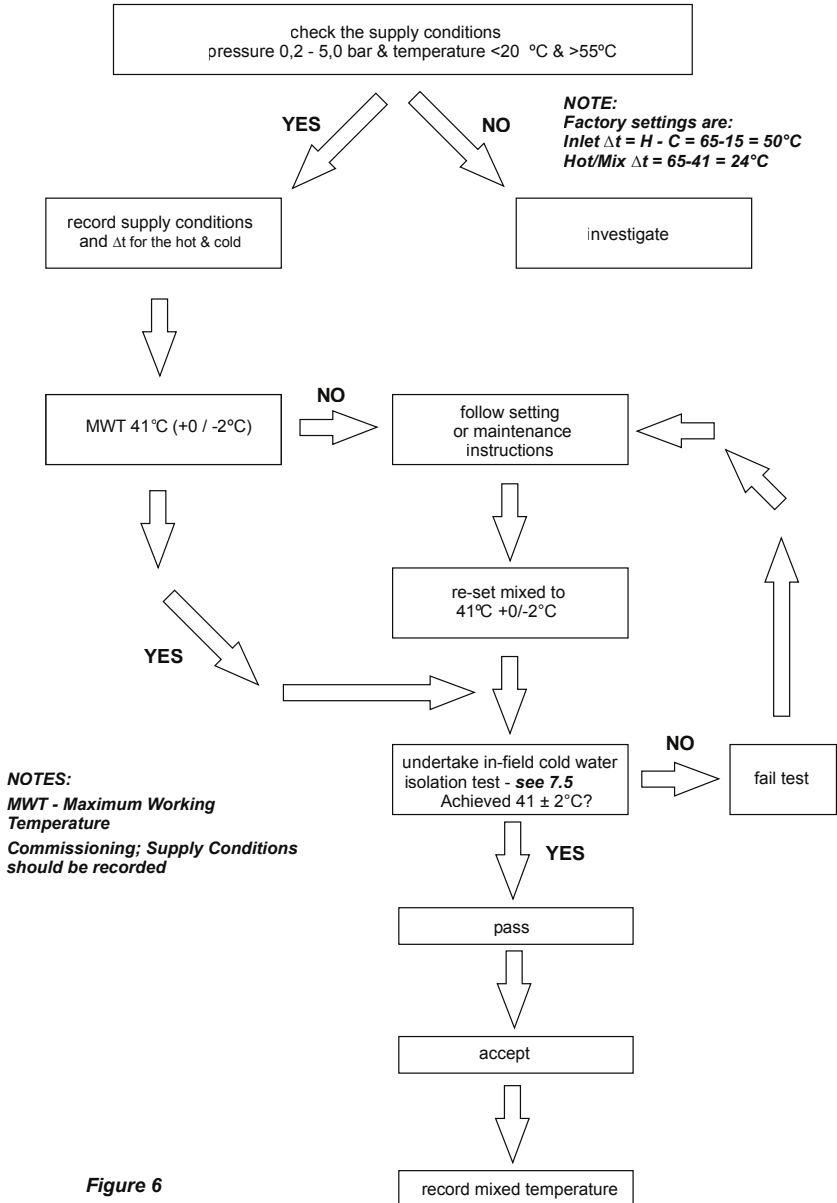 check the supply conditions
pressure 0,2 - 5,0 bar & temperature <20 ºC & >55ºC
YES
NO
NOTE:
Factory settings are:
Inlet ∆t = H - C = 65-15 = 50°C
Hot/Mix ∆t = 65-41 = 24°C
record supply conditions
and ∆t for the hot & cold
investigate
MWT 41°C (+0 / -2ºC)
NO
follow setting
or maintenance
instructions
re-set mixed to
41ºC +0/-2°C
YES
undertake in-field cold water
isolation test - see 7.5
Achieved 41 ± 2°C?
NO
fail test
NOTES:
MWT - Maximum Working
Temperature
Commissioning; Supply Conditions
should be recorded
YES
pass
accept
record mixed temperature
Figure 6